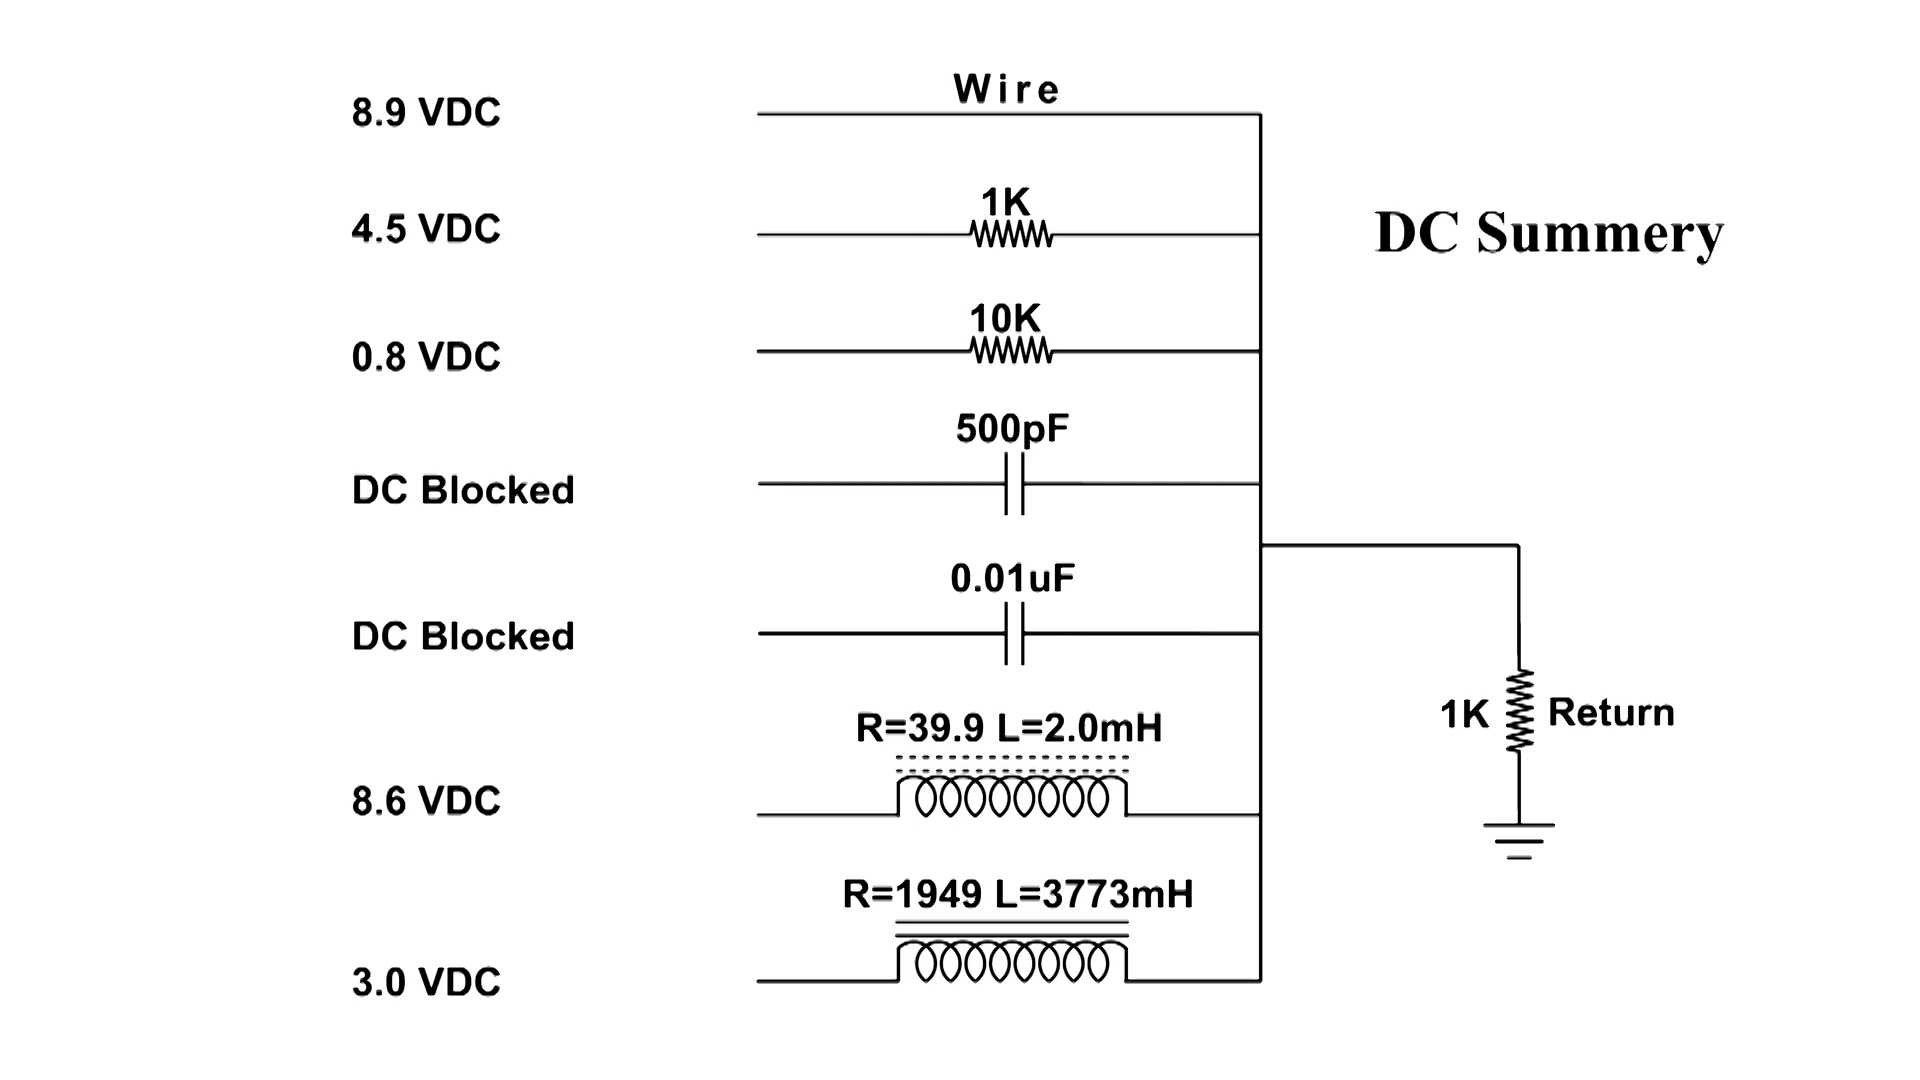 Wire
8.9 VDC
1K
4.5 VDC
DC Summery
10K
0.8 VDC
500pF
DC Blocked
0.01uF
DC Blocked
R=39.9 L=2.0mH
1K Return
8.6 VDC
R=1949 L=3773mH
3.0 VDC